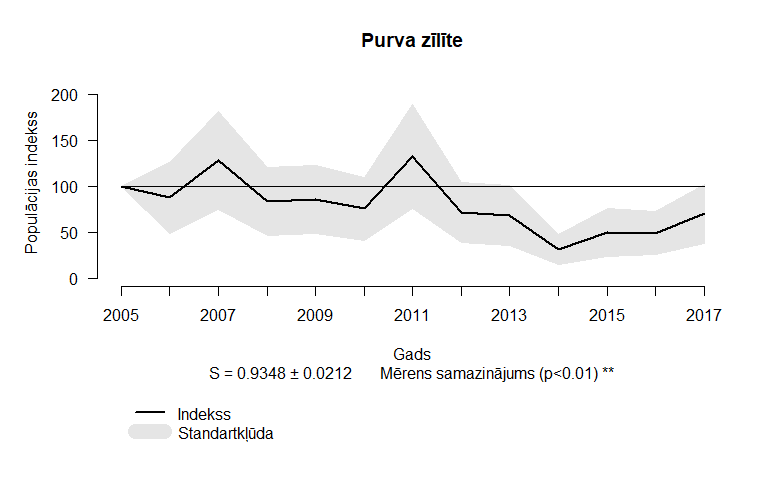 Purva zīlīte
Populācijas indekss
200
150
100
50
0
2005 2007 2009 2011 2013 2015 2017
Gads
S = 0.9348 ± 0.0212 Mērens samazinājums (p<0.01) **
Indekss
Standartkļūda